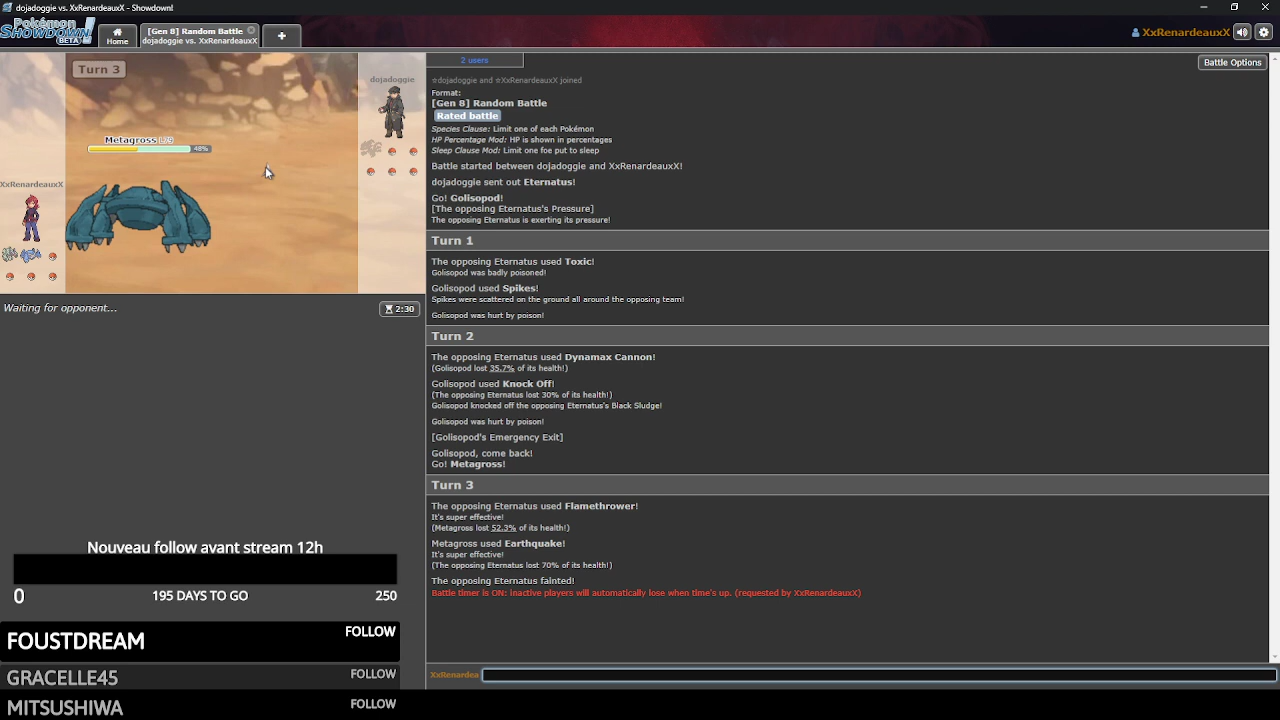 dojadoggie vs. XxRenardeauxX - Showdown!
Pokémon
SHOWDOWN!
BETA
Home
[Gen 8] Random Battle
dojadoggie vs. XxRenardeauxX
XxRenardeauxX
Turn 3
dojadoggie
Metagross L79
48%
XxRenardeauxX
Waiting for opponent...
2:30
2 users
Battle Options
☆dojadoggie and ☆XxRenardeauxX joined
Format:
[Gen 8] Random Battle
Rated battle
Species Clause: Limit one of each Pokémon
HP Percentage Mod: HP is shown in percentages
Sleep Clause Mod: Limit one foe put to sleep
Battle started between dojadoggie and XxRenardeauxX!
dojadoggie sent out Eternatus!
Go! Golisopod!
[The opposing Eternatus's Pressure]
The opposing Eternatus is exerting its pressure!
Turn 1
The opposing Eternatus used Toxic!
Golisopod was badly poisoned!
Golisopod used Spikes!
Spikes were scattered on the ground all around the opposing team!
Golisopod was hurt by poison!
Turn 2
The opposing Eternatus used Dynamax Cannon!
(Golisopod lost 35.7% of its health!)
Golisopod used Knock Off!
(The opposing Eternatus lost 30% of its health!)
Golisopod knocked off the opposing Eternatus's Black Sludge!
Golisopod was hurt by poison!
[Golisopod's Emergency Exit]
Golisopod, come back!
Go! Metagross!
Turn 3
The opposing Eternatus used Flamethrower!
It's super effective!
(Metagross lost 52.3% of its health!)
Metagross used Earthquake!
It's super effective!
(The opposing Eternatus lost 70% of its health!)
The opposing Eternatus fainted!
Battle timer is ON: inactive players will automatically lose when time's up. (requested by XxRenardeauxX)
XxRenardea
Nouveau follow avant stream 12h
0 195 DAYS TO GO 250
FOUSTDREAM FOLLOW
GRACELLE45 FOLLOW
MITSUSHIWA FOLLOW